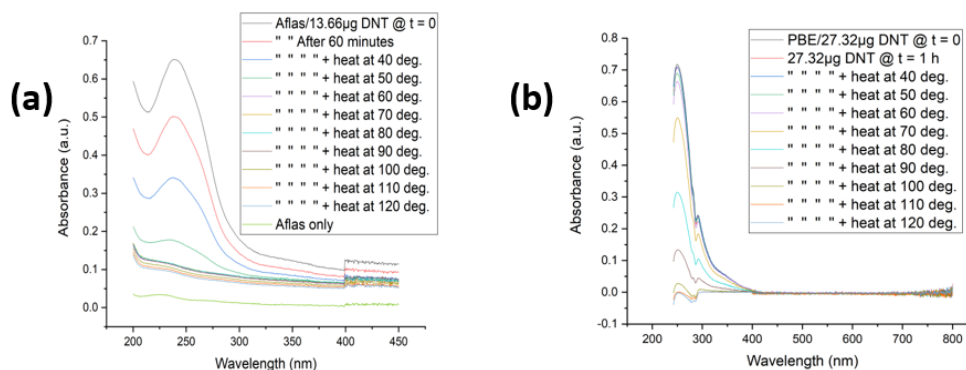 (a)
Absorbance (a.u.)
0.7
0.6
0.5
0.4
0.3
0.2
0.1
0.0
200 250 300 350 400 450
Wavelength (nm)
Aflas/13.66µg DNT @ t = 0
" " After 60 minutes
" " " " + heat at 40 deg.
" " " " + heat at 50 deg.
" " " " + heat at 60 deg.
" " " " + heat at 70 deg.
" " " " + heat at 80 deg.
" " " " + heat at 90 deg.
" " " " + heat at 100 deg.
" " " " + heat at 110 deg.
" " " " + heat at 120 deg.
Aflas only
(b)
Absorbance (a.u.)
0.8
0.7
0.6
0.5
0.4
0.3
0.2
0.1
0.0
-0.1
200 300 400 500 600 700 800
Wavelength (nm)
PBE/27.32µg DNT @ t = 0
27.32µg DNT @ t = 1 h
" " " " + heat at 40 deg.
" " " " + heat at 50 deg.
" " " " + heat at 60 deg.
" " " " + heat at 70 deg.
" " " " + heat at 80 deg.
" " " " + heat at 90 deg.
" " " " + heat at 100 deg.
" " " " + heat at 110 deg.
" " " " + heat at 120 deg.